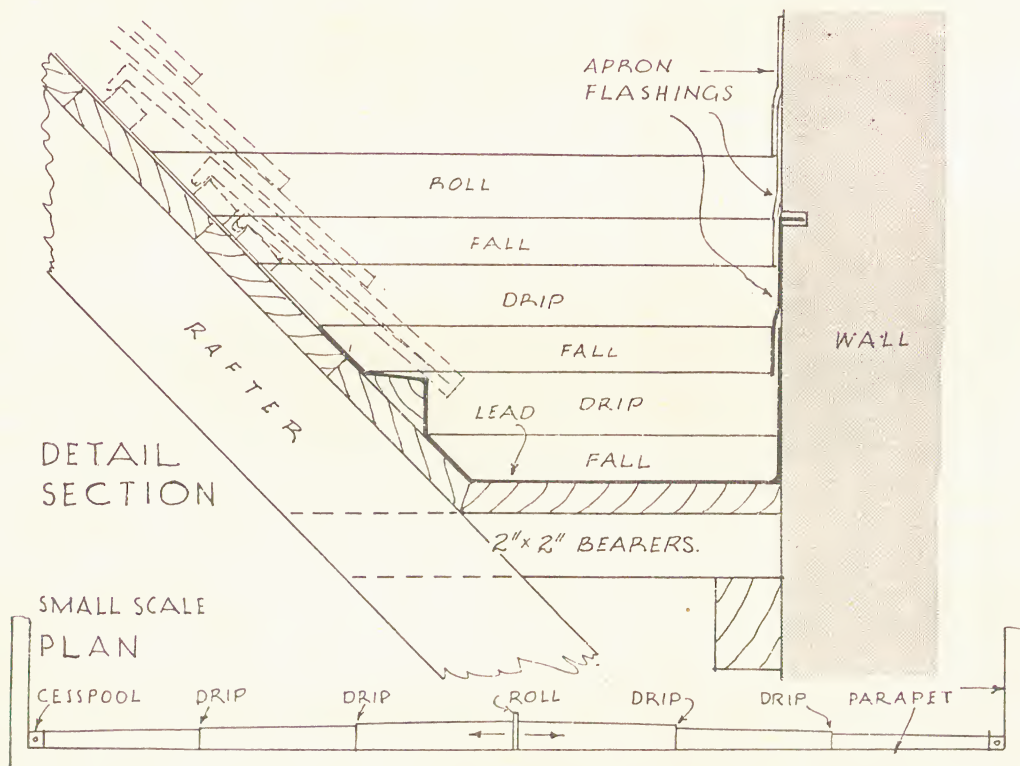 APRON
FLASHINGS
ROLL
FALL
DRIP
FALL
WALL
DRIP
LEAD
FALL
RAFTER
DETAIL
SECTION
2"x 2" BEARERS.
SMALL SCALE
PLAN
CESSPOOL DRIP DRIP ROLL DRIP DRIP PARAPET